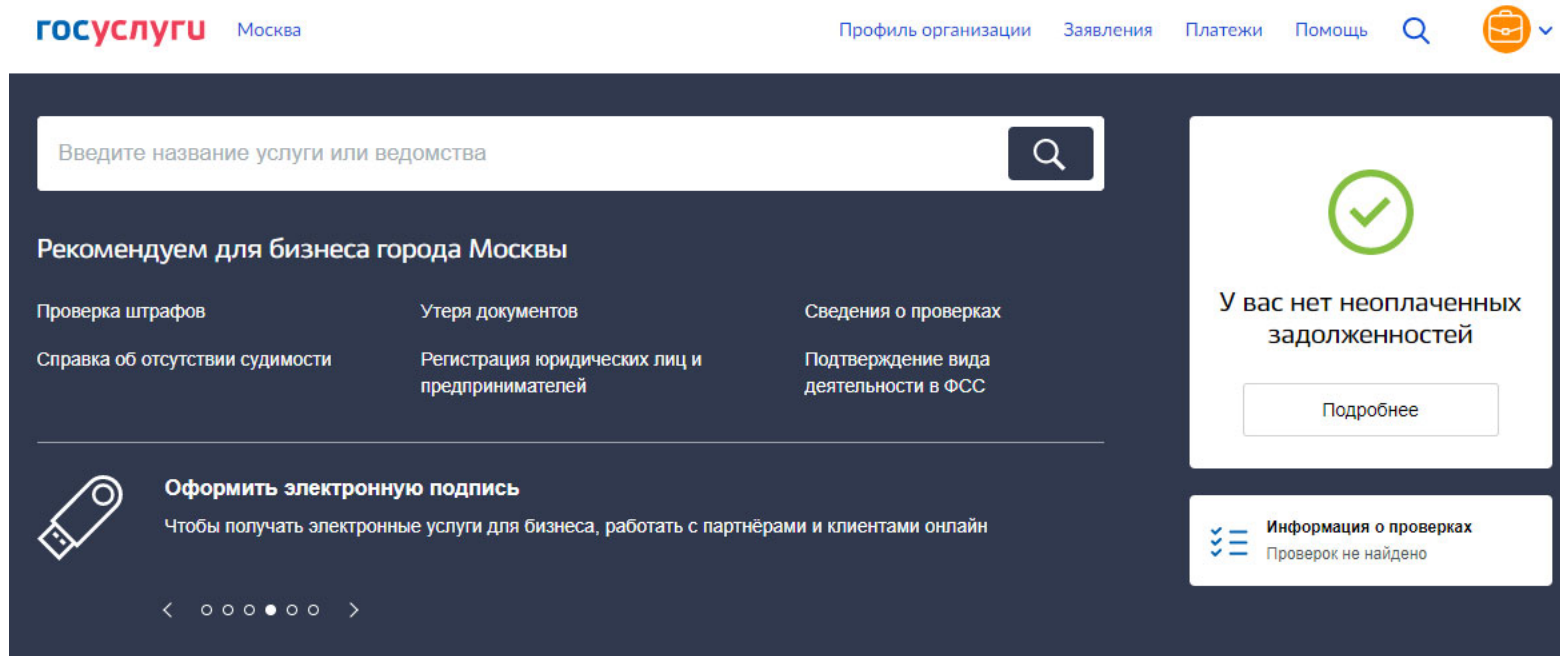 госуслуги Москва Профиль организации Заявления Платежи Помощь
Введите название услуги или ведомства
Рекомендуем для бизнеса города Москвы
Проверка штрафов
Утеря документов
Сведения о проверках
Справка об отсутствии судимости
Регистрация юридических лиц и
предпринимателей
Подтверждение вида
деятельности в ФСС
Оформить электронную подпись
Чтобы получать электронные услуги для бизнеса, работать с партнёрами и клиентами онлайн
У вас нет неоплаченных
задолженностей
Подробнее
Информация о проверках
Проверок не найдено